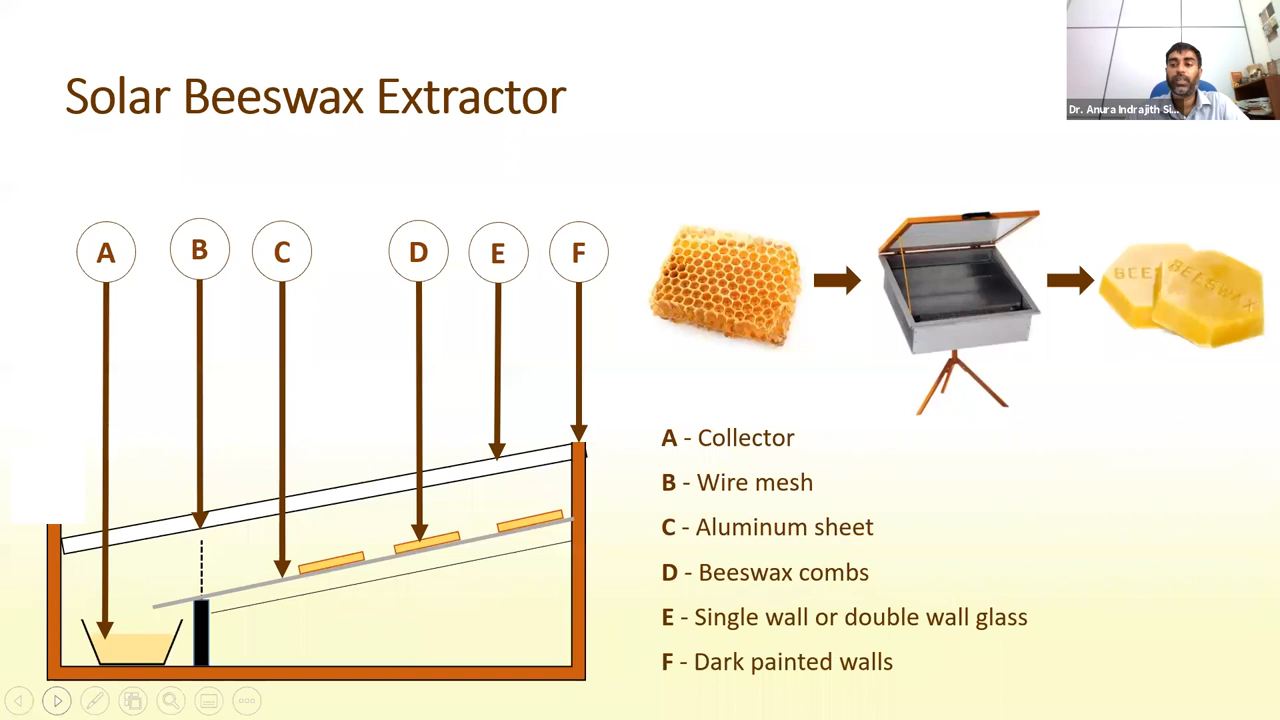 Solar Beeswax Extractor
Dr. Anura Indrajith Si...
A
B
C
D
E
F
BEE
BEESWAX
A - Collector
B - Wire mesh
C - Aluminum sheet
D - Beeswax combs
E - Single wall or double wall glass
F - Dark painted walls